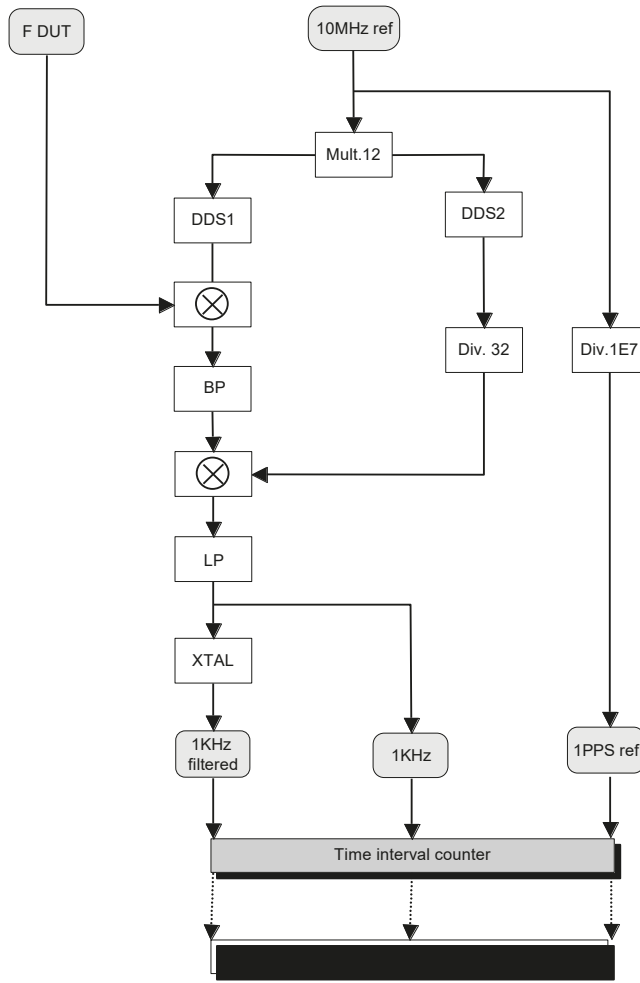 F DUT
10MHz ref
Mult.12
DDS1
DDS2
Div. 32
Div.1E7
BP
LP
XTAL
1KHz
filtered
1KHz
1PPS ref
Time interval counter